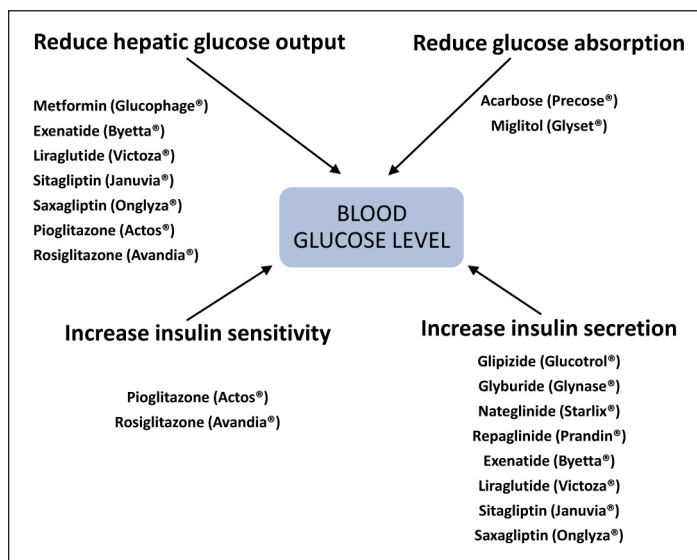 Reduce hepatic glucose output
Metformin (Glucophage®)
Exenatide (Byetta®)
Liraglutide (Victoza®)
Sitagliptin (Januvia®)
Saxagliptin (Onglyza®)
Pioglitazone (Actos®)
Rosiglitazone (Avandia®)
Reduce glucose absorption
Acarbose (Precose®)
Miglitol (Glyset®)
BLOOD
GLUCOSE LEVEL
Increase insulin sensitivity
Pioglitazone (Actos®)
Rosiglitazone (Avandia®)
Increase insulin secretion
Glipizide (Glucotrol®)
Glyburide (Glynase®)
Nateglinide (Starlix®)
Repaglinide (Prandin®)
Exenatide (Byetta®)
Liraglutide (Victoza®)
Sitagliptin (Januvia®)
Saxagliptin (Onglyza®)